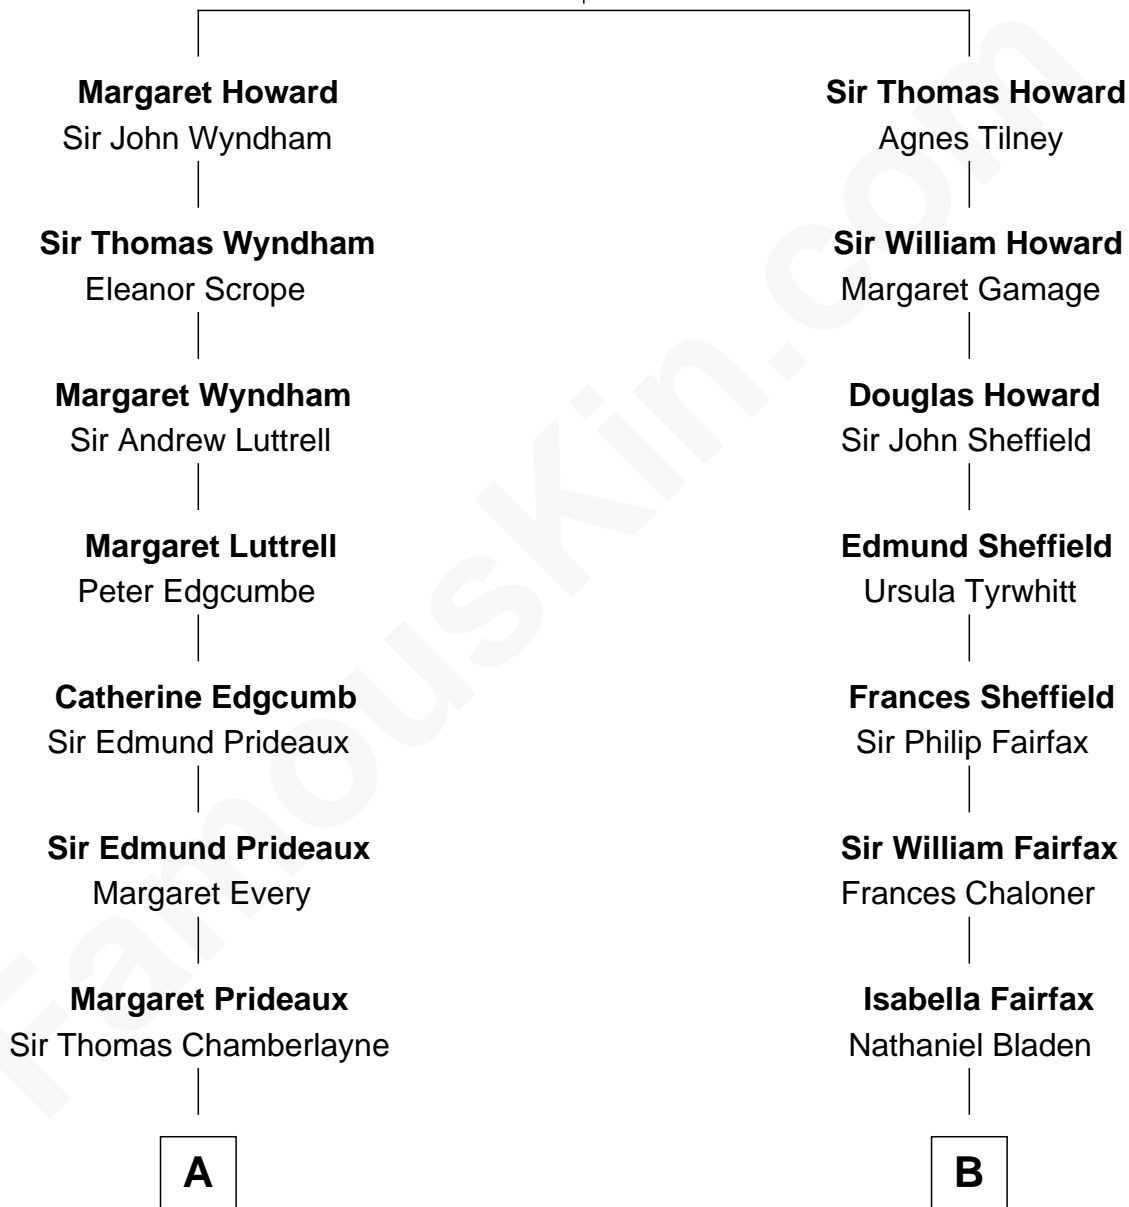 Margaret Howard
Sir John Wyndham
Sir Thomas Wyndham
Eleanor Scrope
Margaret Wyndham
Sir Andrew Luttrell
Margaret Luttrell
Peter Edgcumbe
Catherine Edgcumb
Sir Edmund Prideaux
Sir Edmund Prideaux
Margaret Every
Margaret Prideaux
Sir Thomas Chamberlayne
A
Sir Thomas Howard
Agnes Tilney
Sir William Howard
Margaret Gamage
Douglas Howard
Sir John Sheffield
Edmund Sheffield
Ursula Tyrwhitt
Frances Sheffield
Sir Philip Fairfax
Sir William Fairfax
Frances Chaloner
Isabella Fairfax
Nathaniel Bladen
B
FamousKin.com